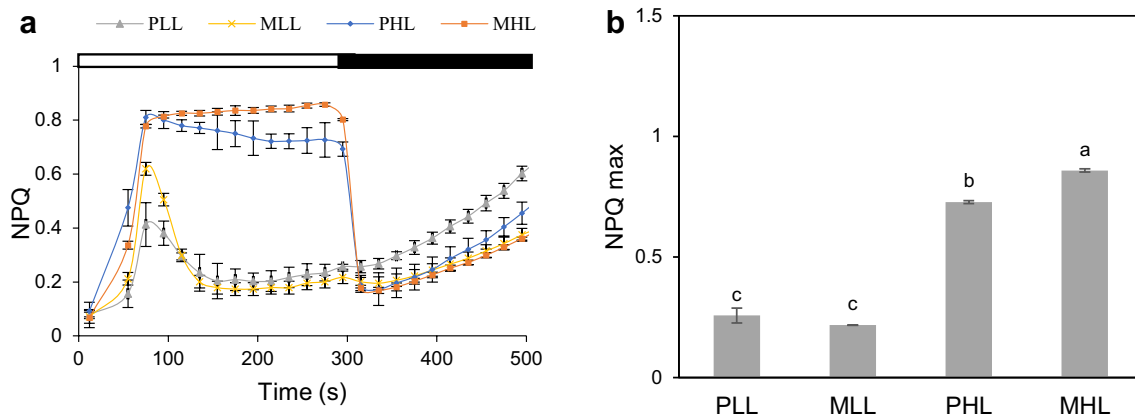 a
PLL MLL PHL MHL
1
0.8
0.6
0.4
0.2
0
NPQ
0 100 200 300 400 500
Time (s)
b
1.5
1
0.5
0
NPQ max
c c b a
PLL MLL PHL MHL